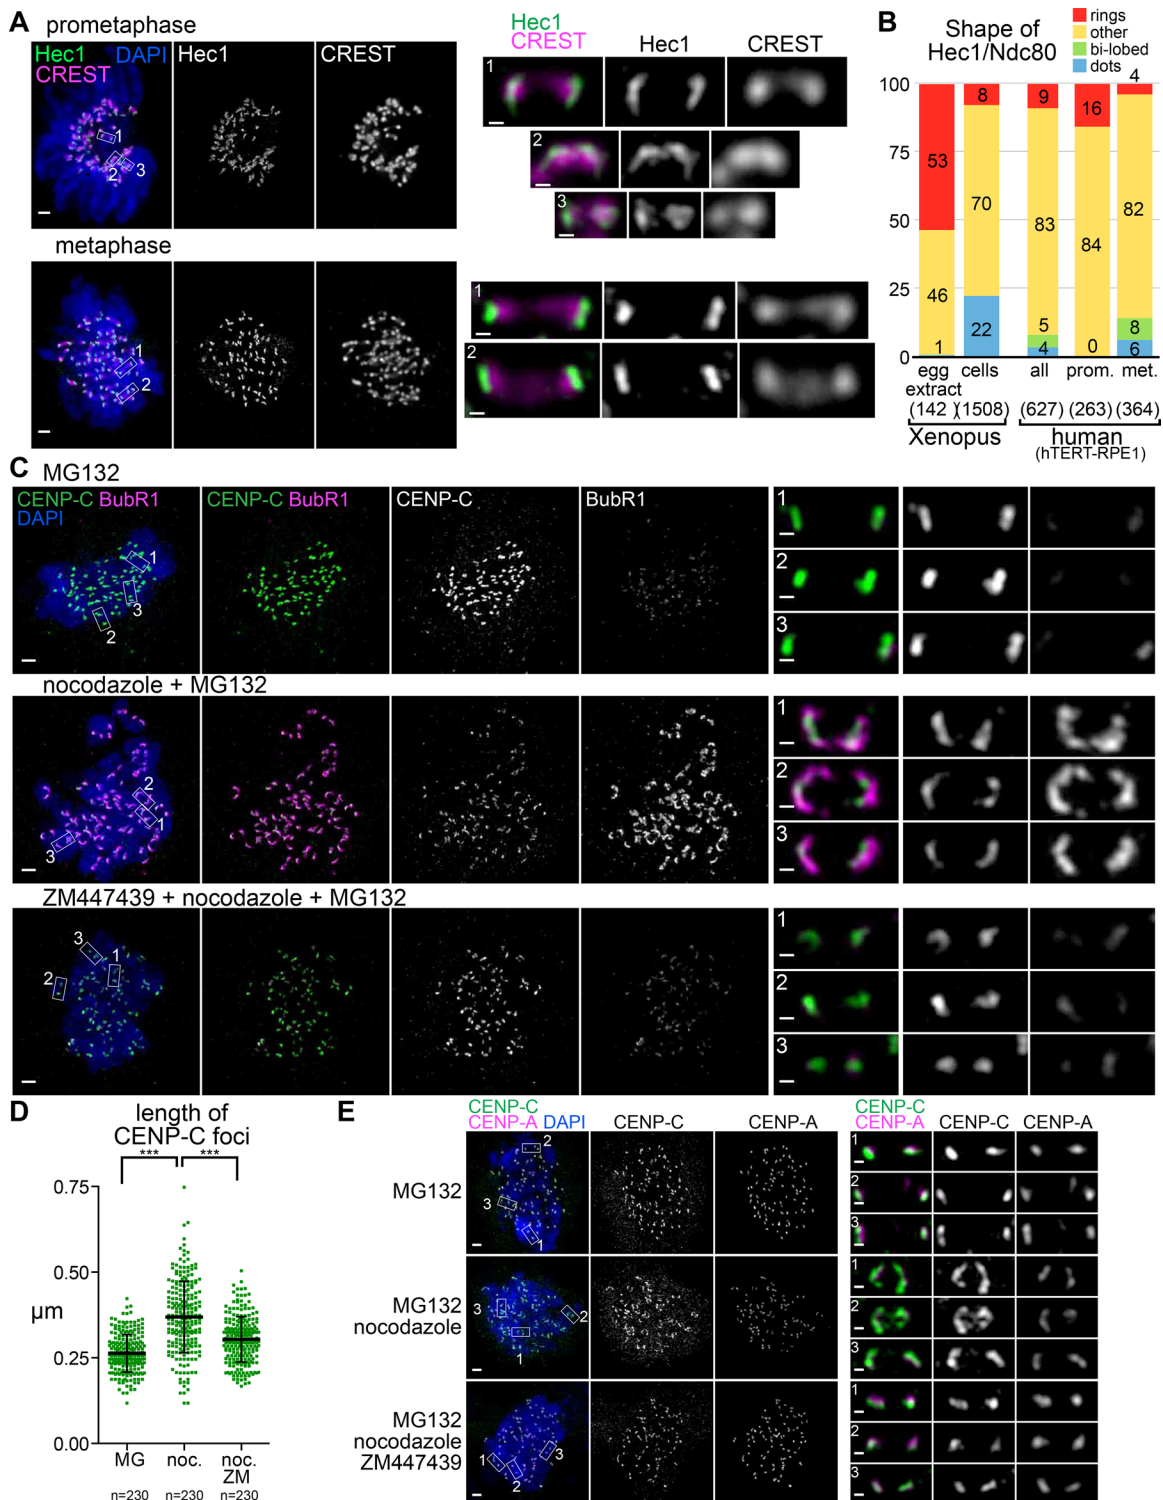 A
prometaphase
Hec1 DAPI
CREST
Hec1
CREST
1
2
3
Hec1
CREST
Hec1
CREST
1
2
3
metaphase
1
2
1
2
B
Shape of
Hec1/Ndc80
rings
other
bi-lobed
dots
100
75
50
25
0
53
46
1
8
70
22
9
83
5
4
16
84
0
4
82
8
6
egg
extract
cells
all
prom.
met.
(142 )(1508)
(627) (263) (364)
Xenopus
human
(hTERT-RPE1)
C
MG132
CENP-C BubR1
DAPI
CENP-C BubR1
CENP-C
BubR1
1
3
2
1
2
3
nocodazole + MG132
2
1
3
1
2
3
ZM447439 + nocodazole + MG132
3
1
2
1
2
3
D
length of
CENP-C foci
*** ***
0.75
0.50
µm
0.25
0.00
MG
noc.
noc.
ZM
n=230 n=230 n=230
E
CENP-C
CENP-A DAPI
CENP-C
CENP-A
CENP-C
CENP-A
CENP-C
CENP-A
MG132
2
3
1
1
2
3
MG132
nocodazole
3
2
1
1
2
3
MG132
nocodazole
ZM447439
3
1
2
1
2
3